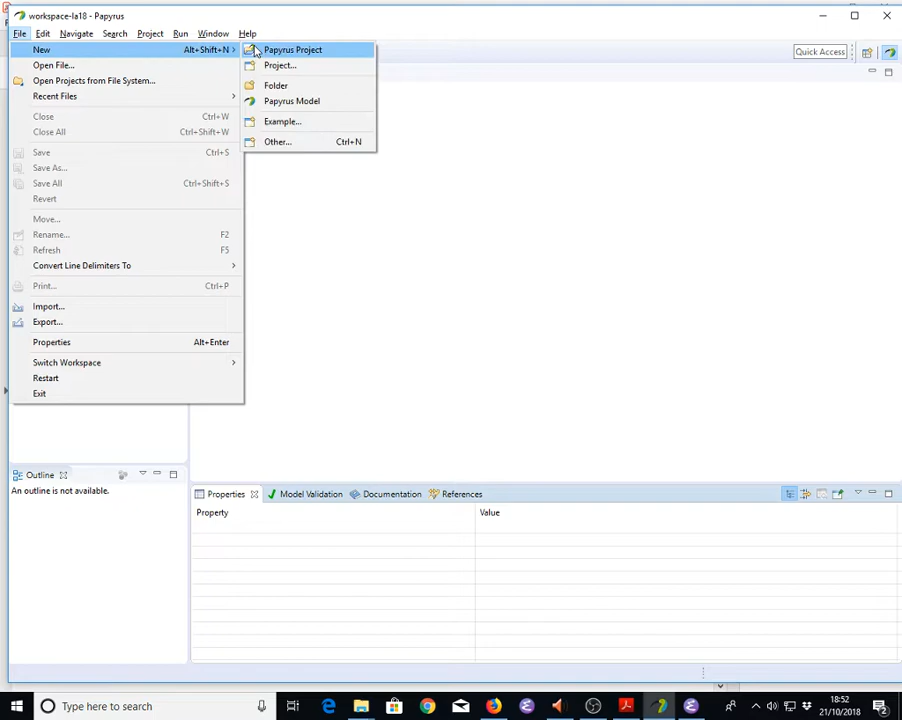 workspace-la18 - Papyrus
File Edit Navigate Search Project Run Window Help
New Alt+Shift+N
Open File...
Open Projects from File System...
Recent Files
Close Ctrl+W
Close All Ctrl+Shift+W
Save Ctrl+S
Save As...
Save All Ctrl+Shift+S
Revert
Move...
Rename... F2
Refresh F5
Convert Line Delimiters To
Print... Ctrl+P
Import...
Export...
Properties Alt+Enter
Switch Workspace
Restart
Exit
Papyrus Project
Project...
Folder
Papyrus Model
Example...
Other... Ctrl+N
Quick Access
Outline
An outline is not available.
Properties Model Validation Documentation References
Property Value
Type here to search
18:52
21/10/2018
2